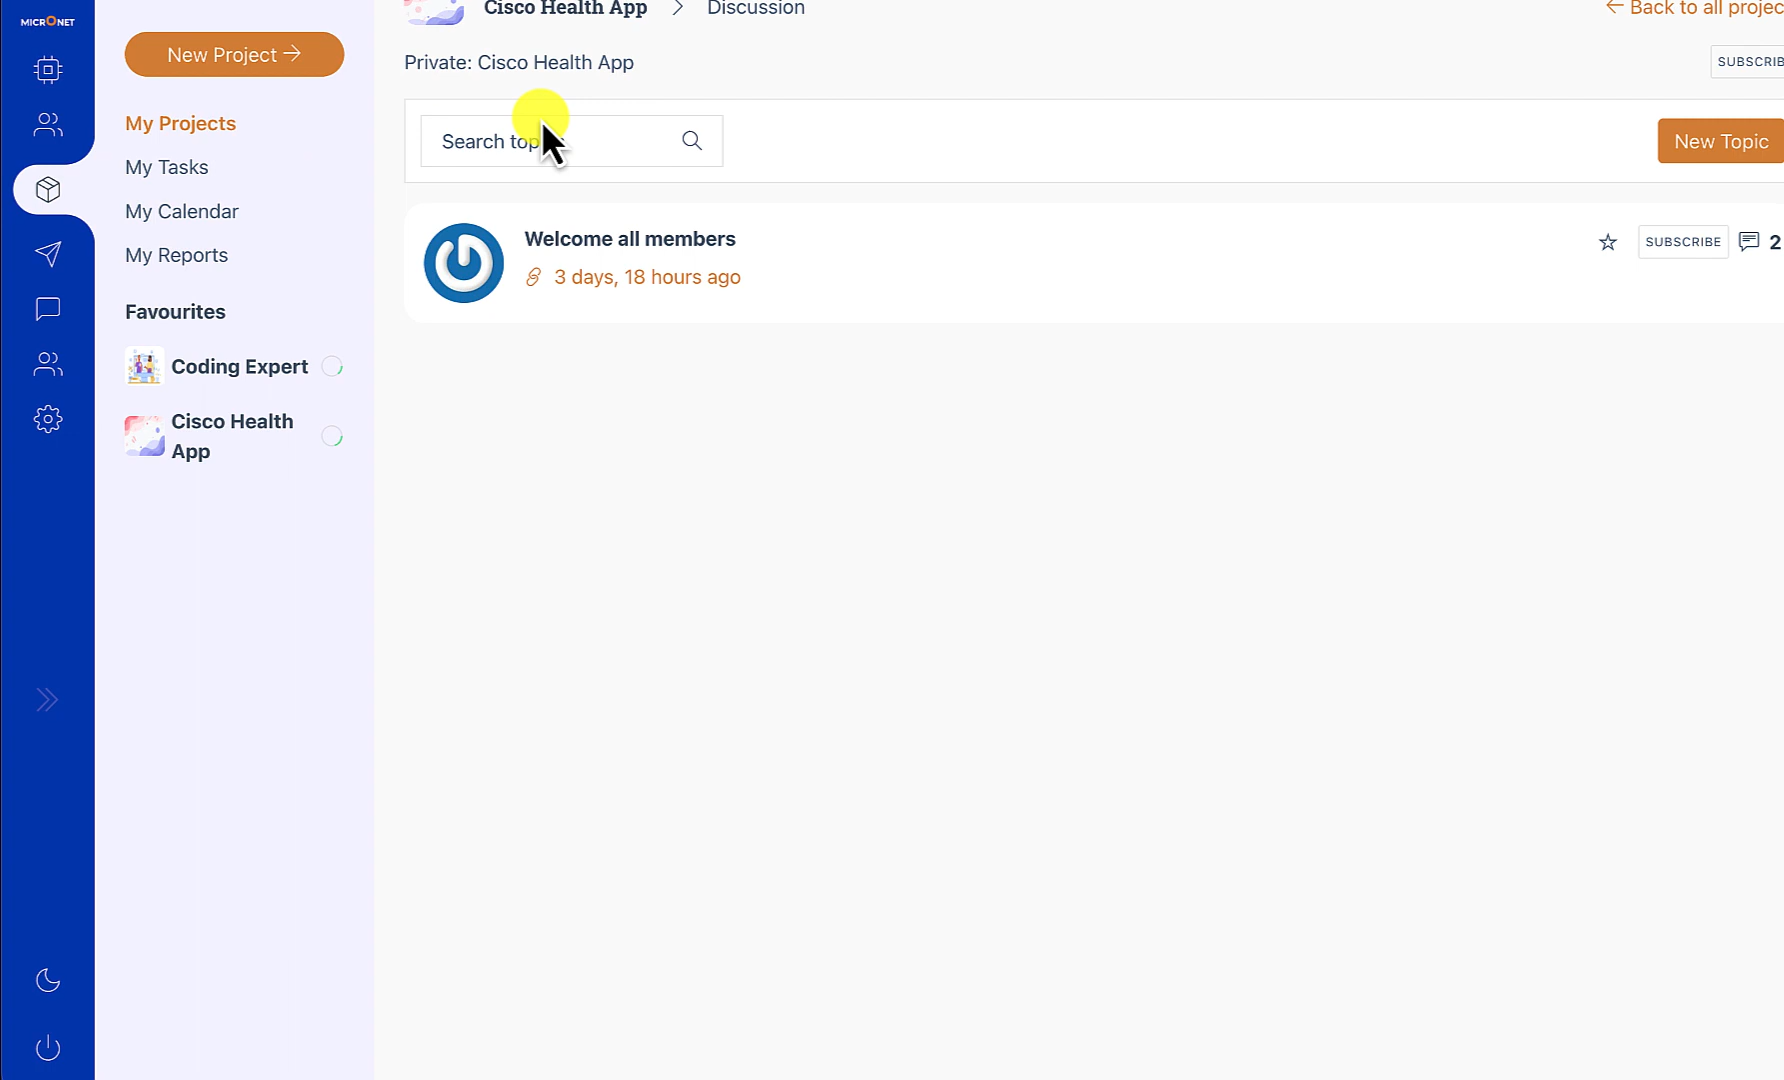 MICRONET
New Project →
My Projects
My Tasks
My Calendar
My Reports
Favourites
Coding Expert
Cisco Health
App
Cisco Health App > Discussion
← Back to all projec
Private: Cisco Health App
SUBSCRIB
Search top
New Topic
Welcome all members
3 days, 18 hours ago
SUBSCRIBE
2